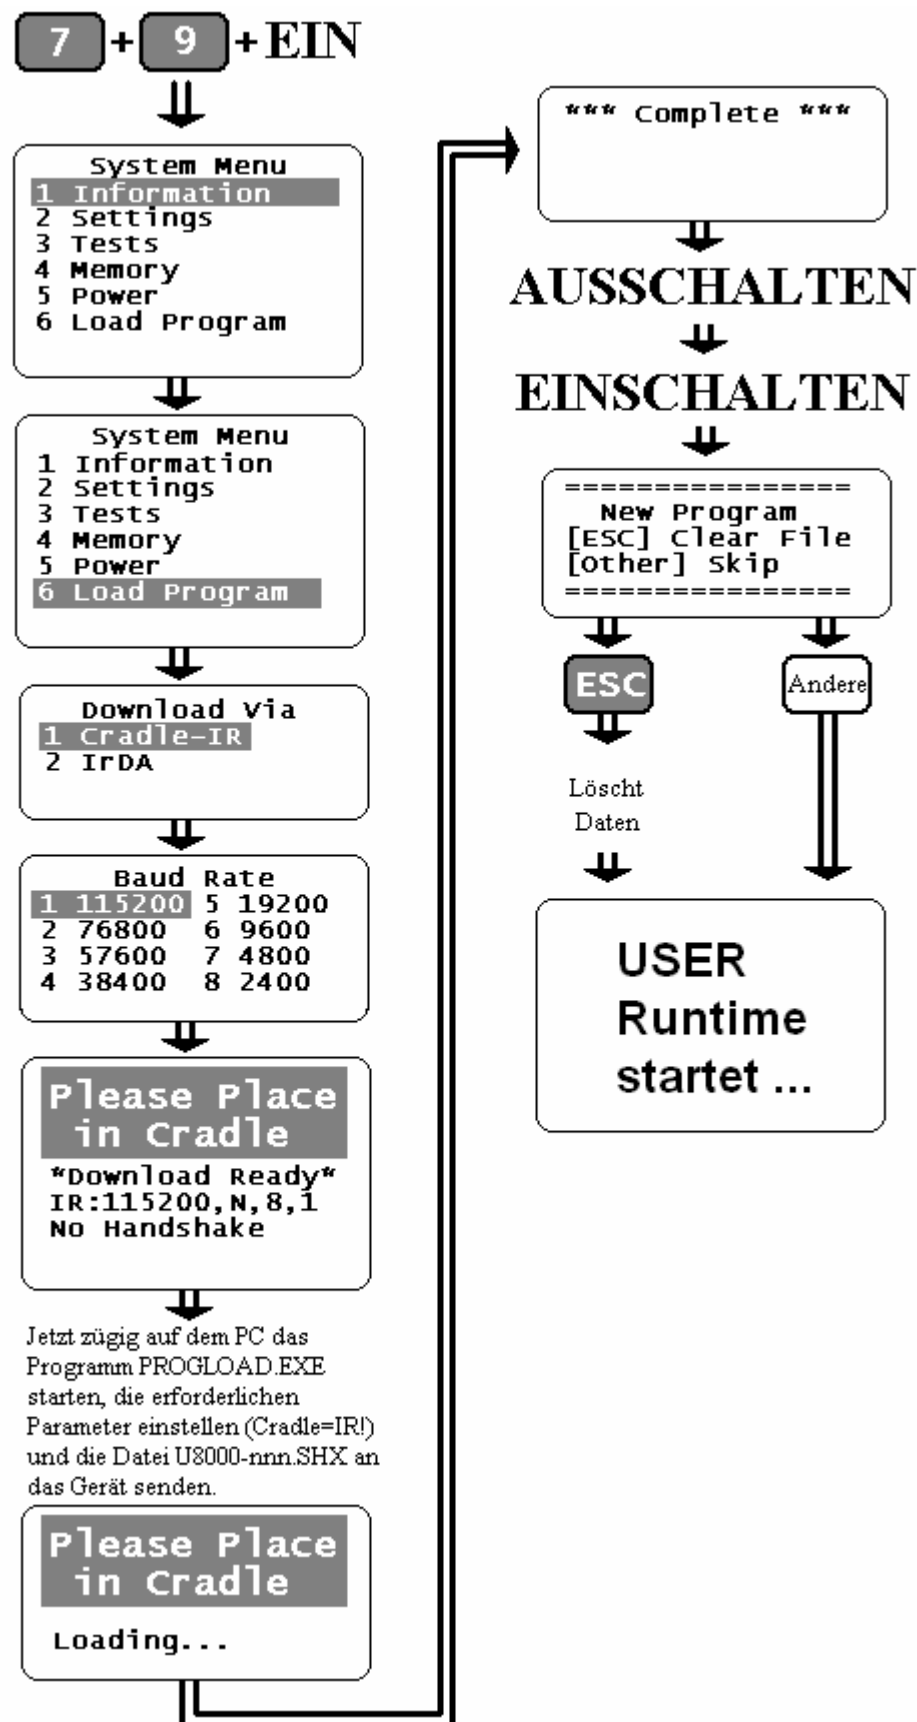 7 + 9 + EIN
System Menu
1 Information
2 Settings
3 Tests
4 Memory
5 Power
6 Load Program
System Menu
1 Information
2 Settings
3 Tests
4 Memory
5 Power
6 Load Program
Download Via
1 Cradle-IR
2 IrDA
Baud Rate
1 115200 5 19200
2 76800 6 9600
3 57600 7 4800
4 38400 8 2400
Please Place
in Cradle
*Download Ready*
IR:115200,N,8,1
No Handshake
Jetzt zügig auf dem PC das
Programm PROGLOAD.EXE
starten, die erforderlichen
Parameter einstellen (Cradle=IR!)
und die Datei U8000-nnn.SHX an
das Gerät senden.
Please Place
in Cradle
Loading...
*** Complete ***
AUSSCHALTEN
EINSCHALTEN
================
New Program
[ESC] Clear File
[Other] Skip
================
ESC
Andere
Löscht
Daten
USER
Runtime
startet ...